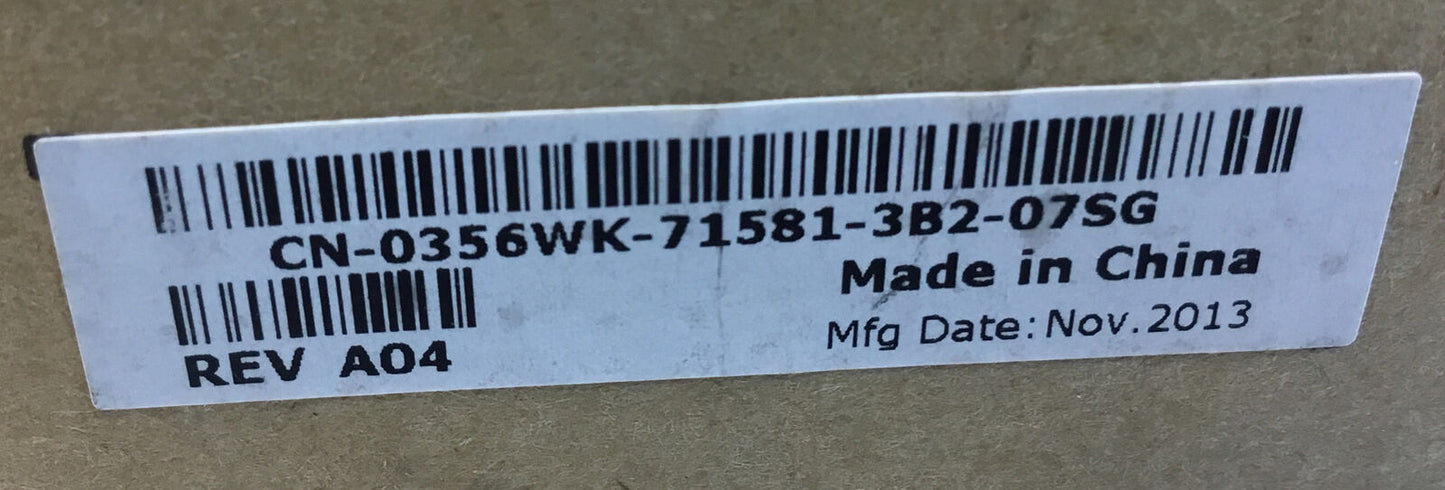 CN-0356WK-71581-3B2-07SG
Made in China
REV A04
Mfg Date: Nov. 2013